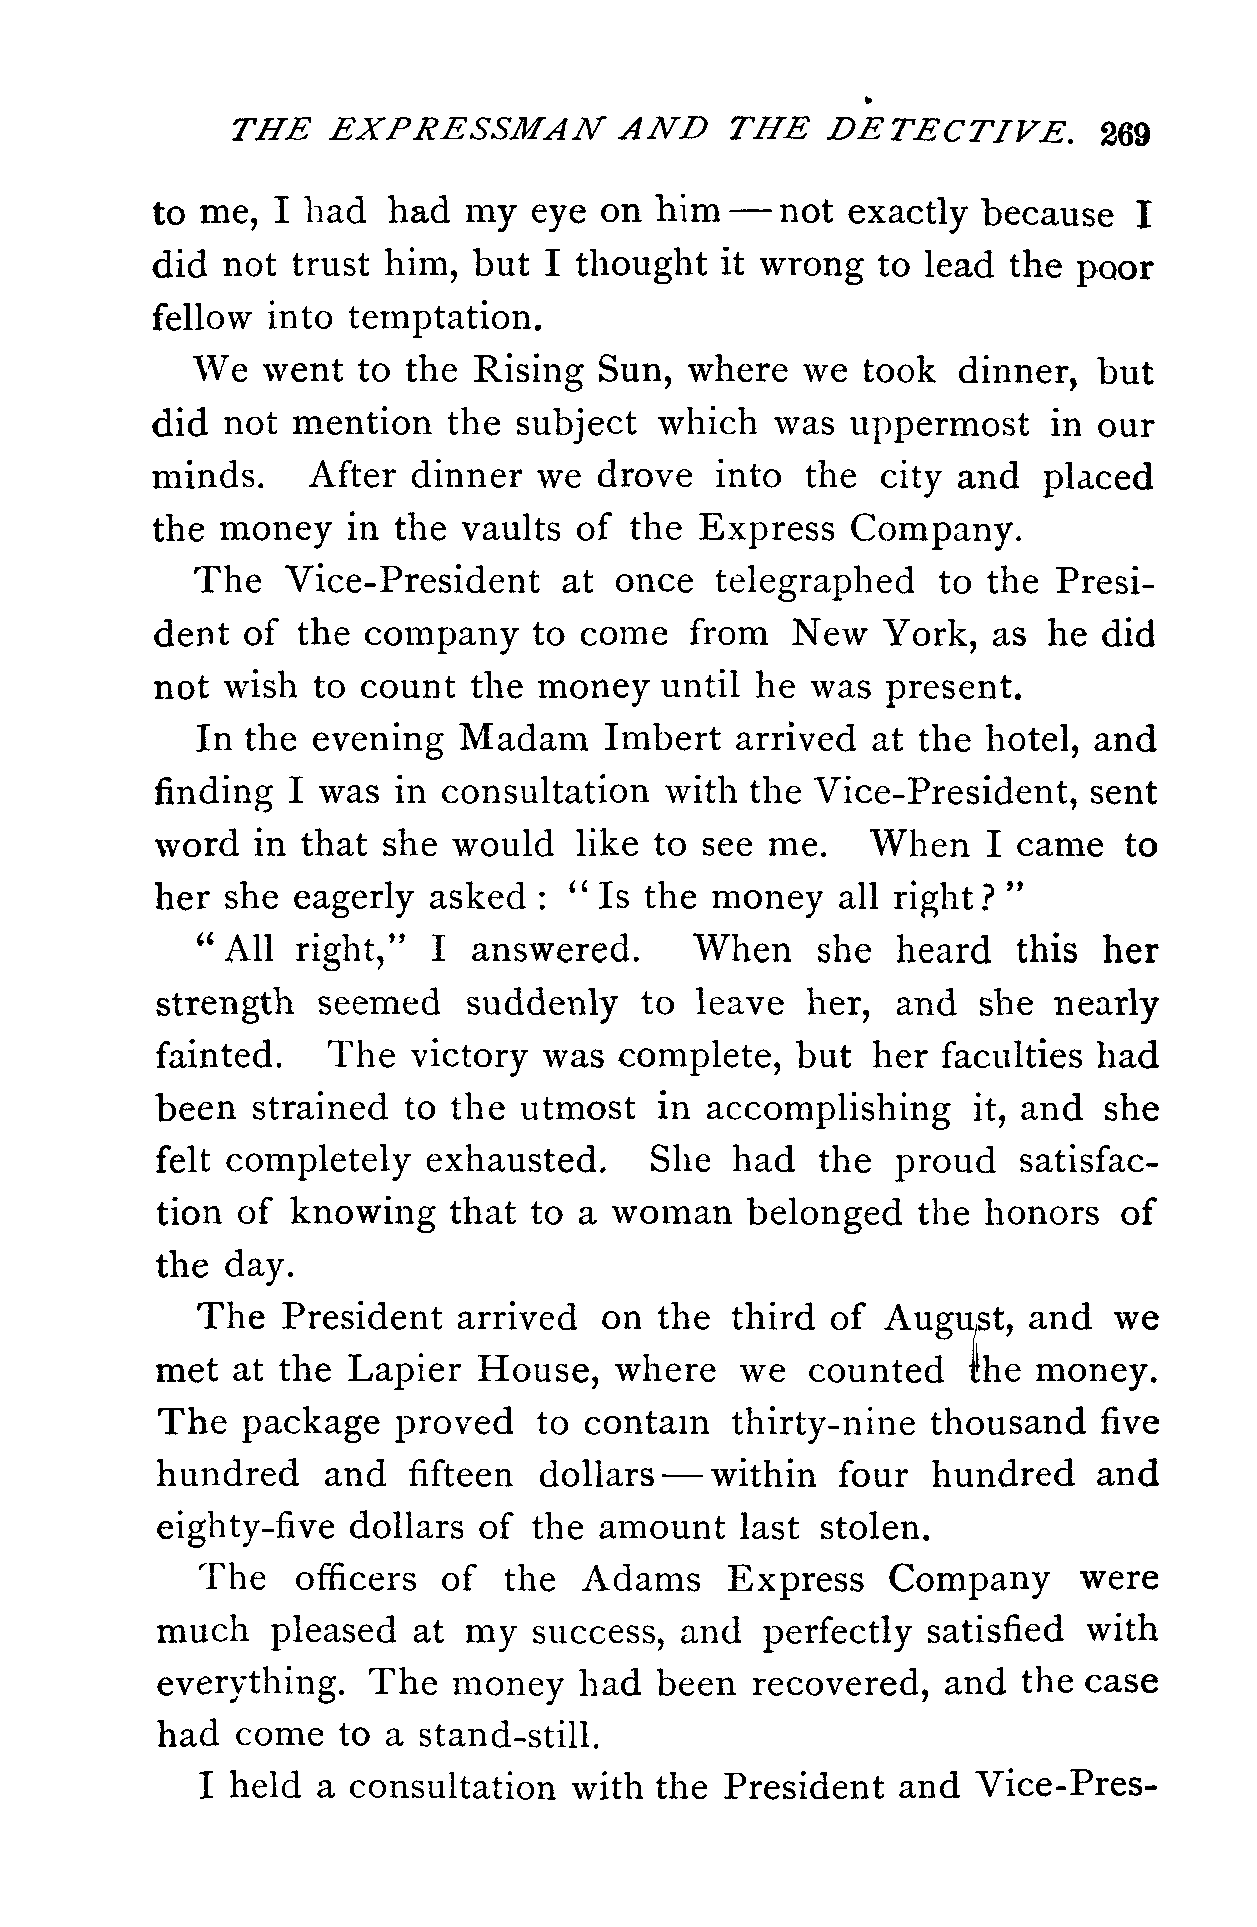 THE EXPRESSMAN AND THE DETECTIVE. 269
to me, I had had my eye on him — not exactly because I
did not trust him, but I thought it wrong to lead the poor
fellow into temptation.
We went to the Rising Sun, where we took dinner, but
did not mention the subject which was uppermost in our
minds. After dinner we drove into the city and placed
the money in the vaults of the Express Company.
The Vice-President at once telegraphed to the Presi-
dent of the company to come from New York, as he did
not wish to count the money until he was present.
In the evening Madam Imbert arrived at the hotel, and
finding I was in consultation with the Vice-President, sent
word in that she would like to see me. When I came to
her she eagerly asked : " Is the money all right ? "
" All right," I answered. When she heard this her
strength seemed suddenly to leave her, and she nearly
fainted. The victory was complete, but her faculties had
been strained to the utmost in accomplishing it, and she
felt completely exhausted. She had the proud satisfac-
tion of knowing that to a woman belonged the honors of
the day.
The President arrived on the third of August, and we
met at the Lapier House, where we counted the money.
The package proved to contain thirty-nine thousand five
hundred and fifteen dollars — within four hundred and
eighty-five dollars of the amount last stolen.
The officers of the Adams Express Company were
much pleased at my success, and perfectly satisfied with
everything. The money had been recovered, and the case
had come to a stand-still.
I held a consultation with the President and Vice-Pres-